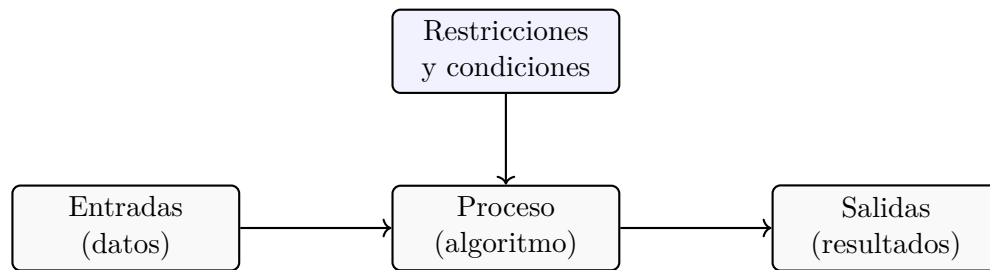 Restricciones
y condiciones
Entradas
(datos)
Proceso
(algoritmo)
Salidas
(resultados)